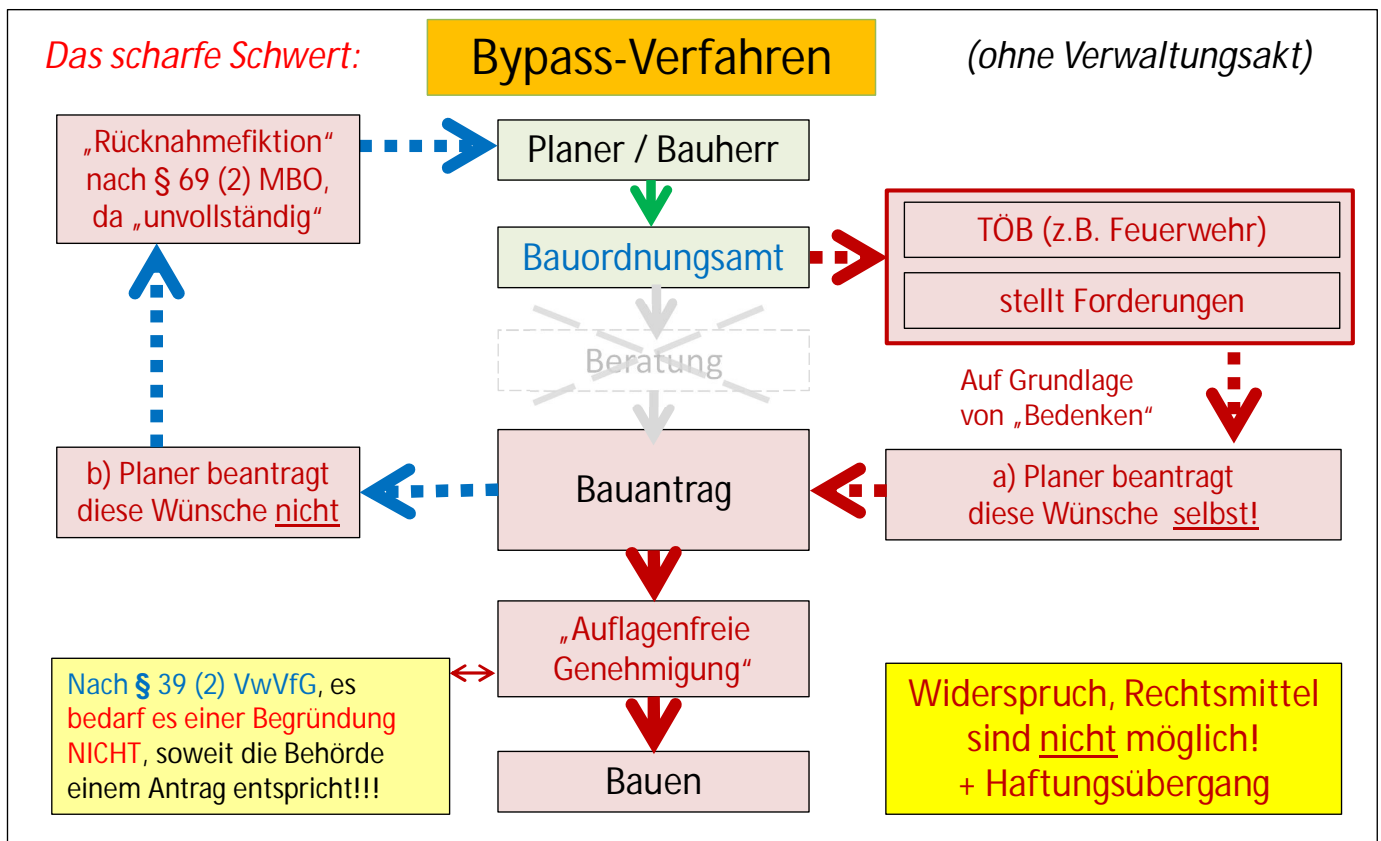 Das scharfe Schwert:
Bypass-Verfahren
(ohne Verwaltungsakt)
„Rücknahmefiktion“
nach § 69 (2) MBO,
da „unvollständig“
Planer / Bauherr
Bauordnungsamt
TÖB (z.B. Feuerwehr)
stellt Forderungen
Beratung
Auf Grundlage
von „Bedenken“
b) Planer beantragt
diese Wünsche nicht
Bauantrag
a) Planer beantragt
diese Wünsche selbst!
„Auflagenfreie
Genehmigung“
Nach § 39 (2) VwVfG, es
bedarf es einer Begründung
NICHT, soweit die Behörde
einem Antrag entspricht!!!
Bauen
Widerspruch, Rechtsmittel
sind nicht möglich!
+ Haftungsübergang